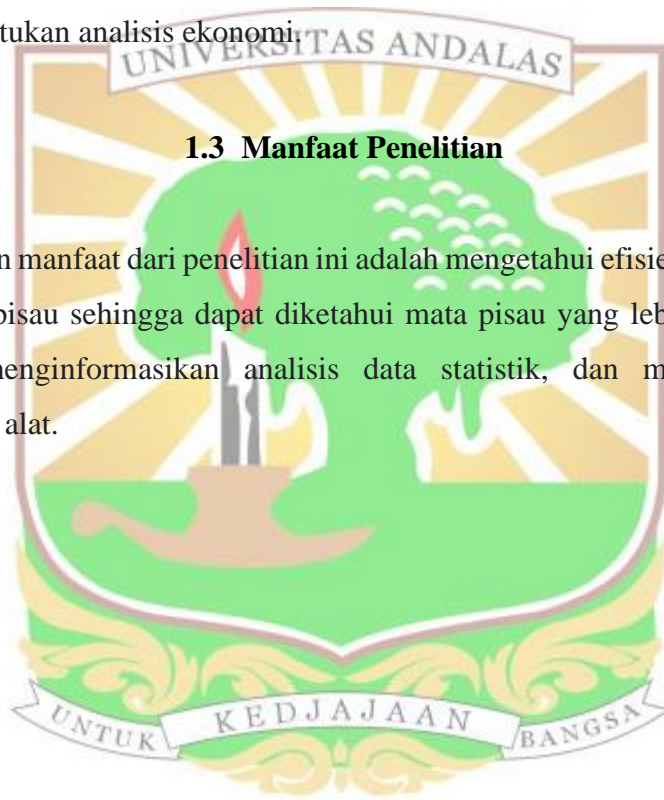 tukan analisis ekonomi.
UNIVERSITAS ANDALAS
1.3 Manfaat Penelitian
n manfaat dari penelitian ini adalah mengetahui efisie
pisau sehingga dapat diketahui mata pisau yang leb
enginformasikan analisis data statistik, dan m
alat.
UNTUK KEDJAJAAN BANGSA